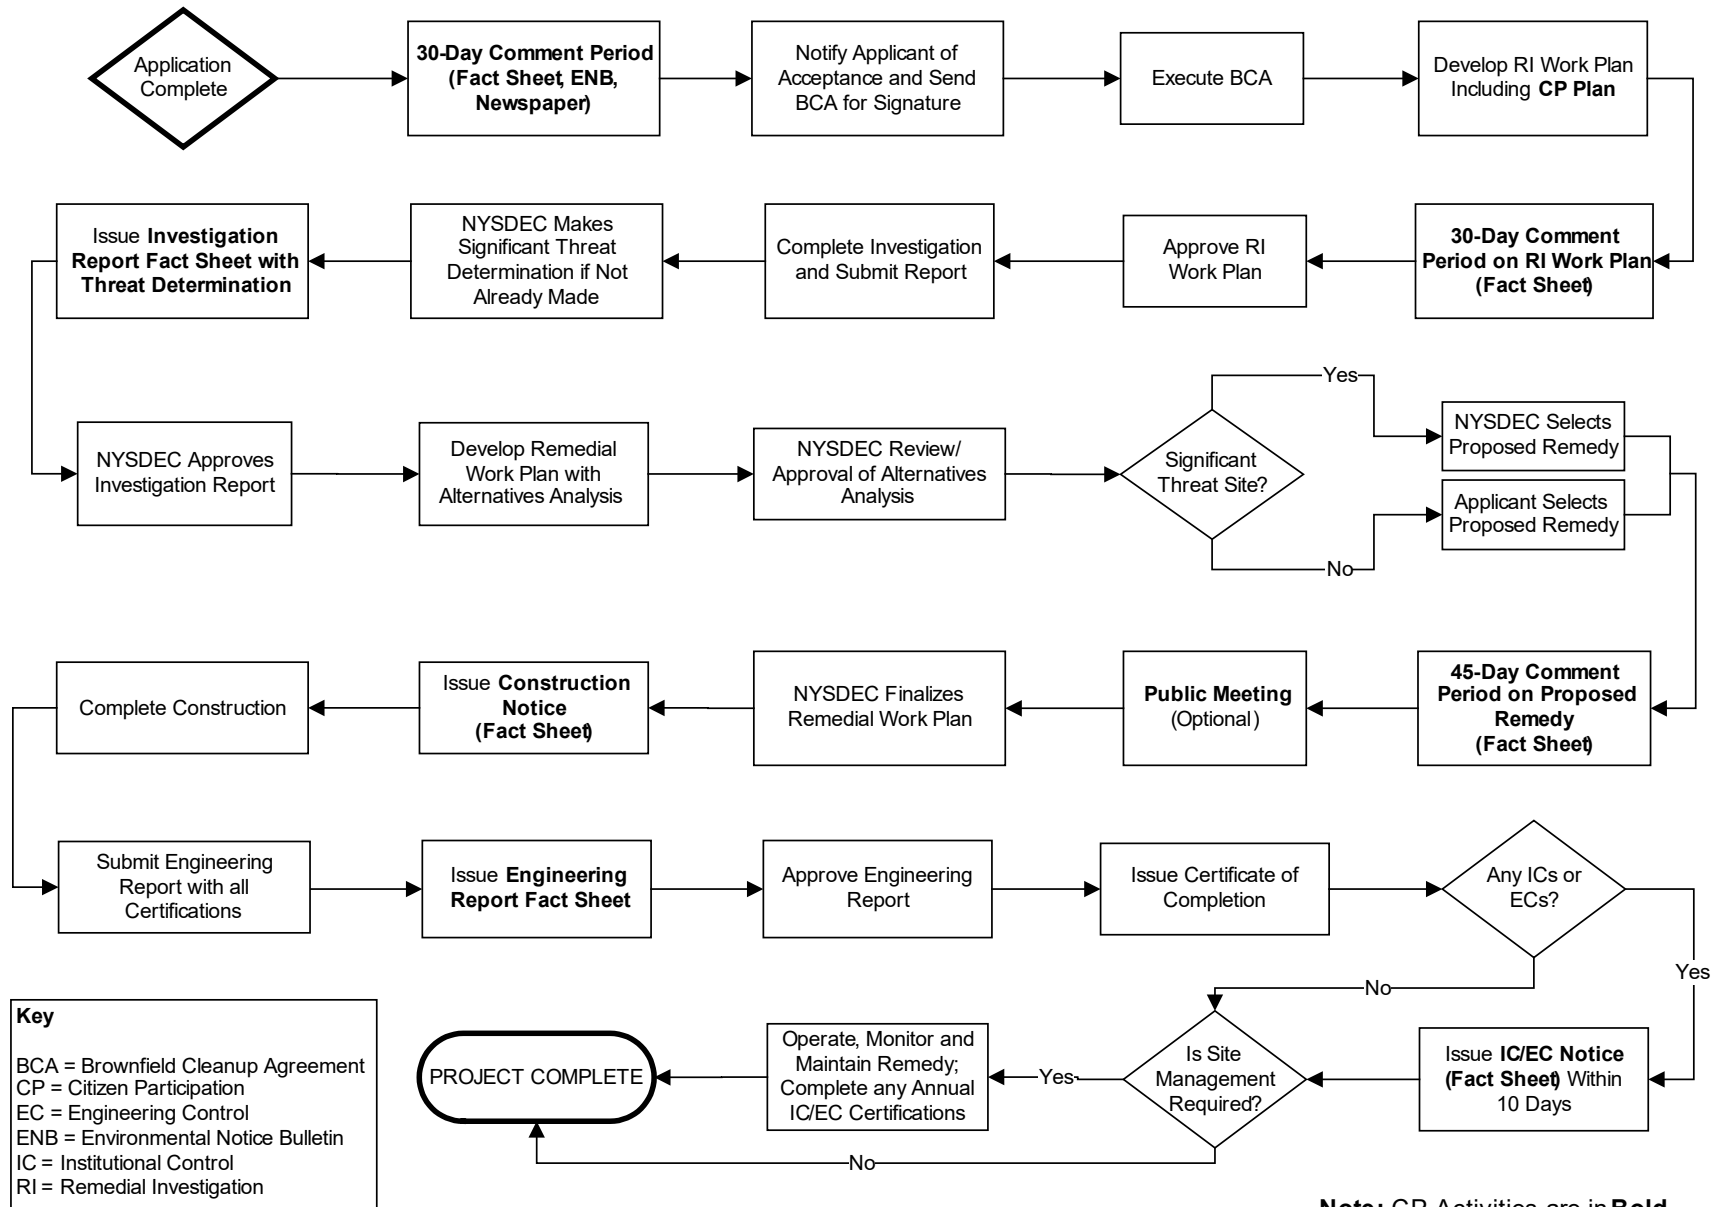 Application
Complete
30-Day Comment Period
(Fact Sheet, ENB,
Newspaper)
Notify Applicant of
Acceptance and Send
BCA for Signature
Execute BCA
Develop RI Work Plan
Including CP Plan
Issue Investigation
Report Fact Sheet with
Threat Determination
NYSDEC Makes
Significant Threat
Determination if Not
Already Made
Complete Investigation
and Submit Report
Approve RI
Work Plan
30-Day Comment
Period on RI Work Plan
(Fact Sheet)
NYSDEC Approves
Investigation Report
Develop Remedial
Work Plan with
Alternatives Analysis
NYSDEC Review/
Approval of Alternatives
Analysis
Significant
Threat Site?
Yes
No
NYSDEC Selects
Proposed Remedy
Applicant Selects
Proposed Remedy
Complete Construction
Issue Construction
Notice
(Fact Sheet)
NYSDEC Finalizes
Remedial Work Plan
Public Meeting
(Optional)
45-Day Comment
Period on Proposed
Remedy
(Fact Sheet)
Submit Engineering
Report with all
Certifications
Issue Engineering
Report Fact Sheet
Approve Engineering
Report
Issue Certificate of
Completion
Any ICs or
ECs?
Yes
No
Key
BCA = Brownfield Cleanup Agreement
CP = Citizen Participation
EC = Engineering Control
ENB = Environmental Notice Bulletin
IC = Institutional Control
RI = Remedial Investigation
PROJECT COMPLETE
Operate, Monitor and
Maintain Remedy;
Complete any Annual
IC/EC Certifications
Yes
Is Site
Management
Required?
Issue IC/EC Notice
(Fact Sheet) Within
10 Days
No
Note: CP Activities are in Bold